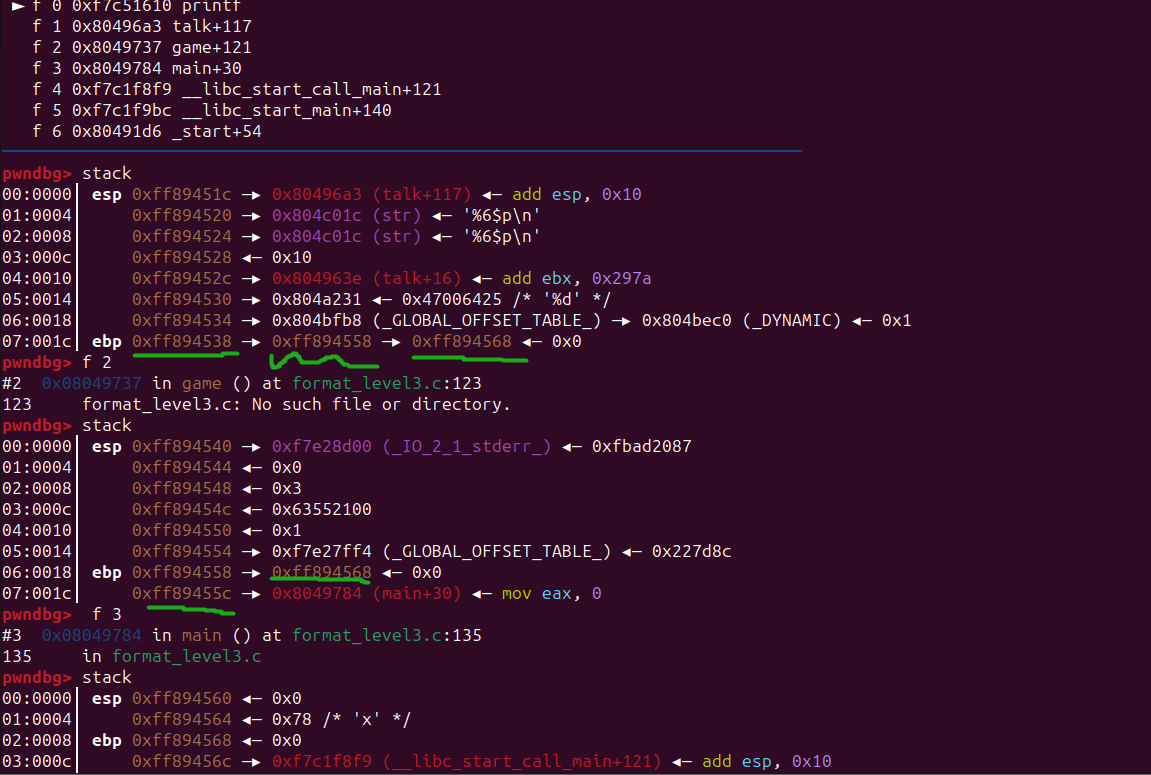 ► f 0 0xf7c51610 printf
f 1 0x80496a3 talk+117
f 2 0x8049737 game+121
f 3 0x8049784 main+30
f 4 0xf7c1f8f9 __libc_start_call_main+121
f 5 0xf7c1f9bc __libc_start_main+140
f 6 0x80491d6 _start+54
pwndbg> stack
00:0000│ esp 0xff89451c —▸ 0x80496a3 (talk+117) ◂— add esp, 0x10
01:0004│ 0xff894520 —▸ 0x804c01c (str) ◂— '%6$p\n'
02:0008│ 0xff894524 —▸ 0x804c01c (str) ◂— '%6$p\n'
03:000c│ 0xff894528 ◂— 0x10
04:0010│ 0xff89452c —▸ 0x804963e (talk+16) ◂— add ebx, 0x297a
05:0014│ 0xff894530 —▸ 0x804a231 ◂— 0x47006425 /* '%d' */
06:0018│ 0xff894534 —▸ 0x804bfb8 (_GLOBAL_OFFSET_TABLE_) —▸ 0x804bec0 (_DYNAMIC) ◂— 0x1
07:001c│ ebp 0xff894538 —▸ 0xff894558 —▸ 0xff894568 ◂— 0x0
pwndbg> f 2
#2 0x08049737 in game () at format_level3.c:123
123 format_level3.c: No such file or directory.
pwndbg> stack
00:0000│ esp 0xff894540 —▸ 0xf7e28d00 (_IO_2_1_stderr_) ◂— 0xfbad2087
01:0004│ 0xff894544 ◂— 0x0
02:0008│ 0xff894548 ◂— 0x3
03:000c│ 0xff89454c ◂— 0x63552100
04:0010│ 0xff894550 ◂— 0x1
05:0014│ 0xff894554 —▸ 0xf7e27ff4 (_GLOBAL_OFFSET_TABLE_) ◂— 0x227d8c
06:0018│ ebp 0xff894558 —▸ 0xff894568 ◂— 0x0
07:001c│ 0xff89455c —▸ 0x8049784 (main+30) ◂— mov eax, 0
pwndbg> f 3
#3 0x08049784 in main () at format_level3.c:135
135 in format_level3.c
pwndbg> stack
00:0000│ esp 0xff894560 ◂— 0x0
01:0004│ 0xff894564 ◂— 0x78 /* 'x' */
02:0008│ ebp 0xff894568 ◂— 0x0
03:000c│ 0xff89456c —▸ 0xf7c1f8f9 (__libc_start_call_main+121) ◂— add esp, 0x10